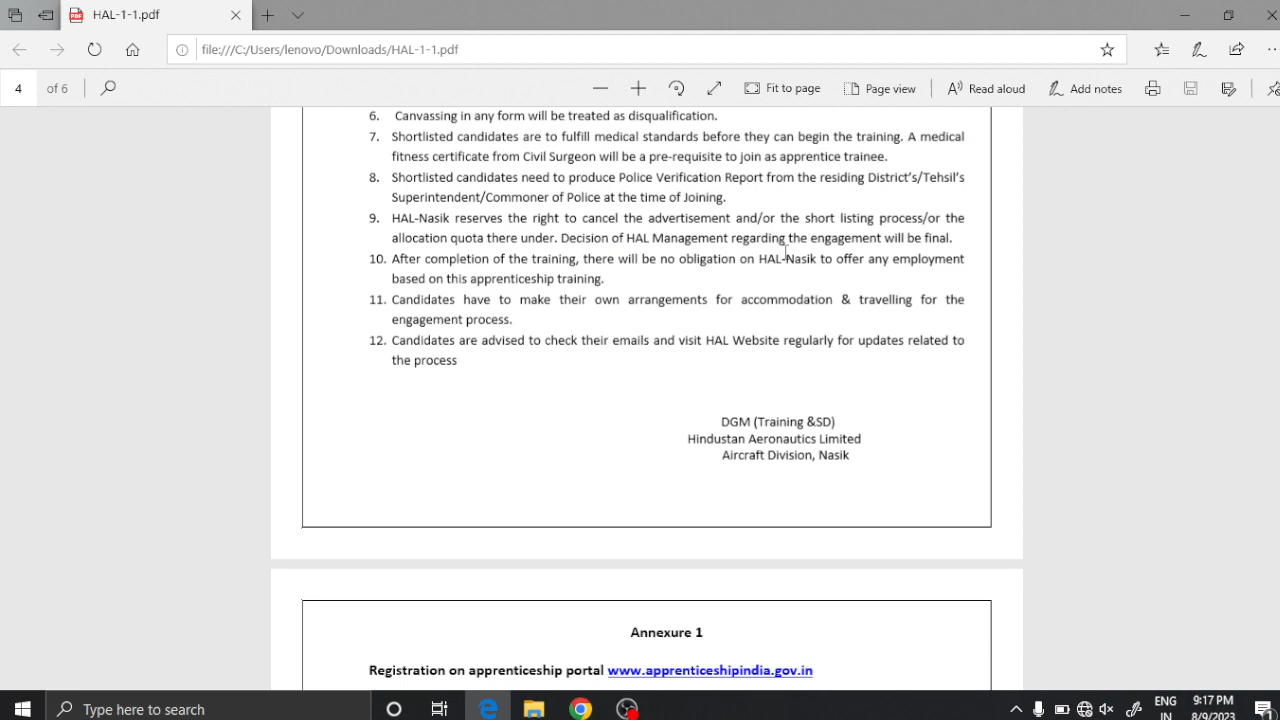 HAL-1-1.pdf
file:///C:/Users/lenovo/Downloads/HAL-1-1.pdf
4 of 6 Fit to page Page view Read aloud Add notes
6. Canvassing in any form will be treated as disqualification.
7. Shortlisted candidates are to fulfill medical standards before they can begin the training. A medical
fitness certificate from Civil Surgeon will be a pre-requisite to join as apprentice trainee.
8. Shortlisted candidates need to produce Police Verification Report from the residing District's/Tehsil's
Superintendent/Commoner of Police at the time of Joining.
9. HAL-Nasik reserves the right to cancel the advertisement and/or the short listing process/or the
allocation quota there under. Decision of HAL Management regarding the engagement will be final.
10. After completion of the training, there will be no obligation on HAL-Nasik to offer any employment
based on this apprenticeship training.
11. Candidates have to make their own arrangements for accommodation & travelling for the
engagement process.
12. Candidates are advised to check their emails and visit HAL Website regularly for updates related to
the process
DGM (Training &SD)
Hindustan Aeronautics Limited
Aircraft Division, Nasik
Annexure 1
Registration on apprenticeship portal www.apprenticeshipindia.gov.in
Type here to search
ENG
IN
9:17 PM
8/9/2023